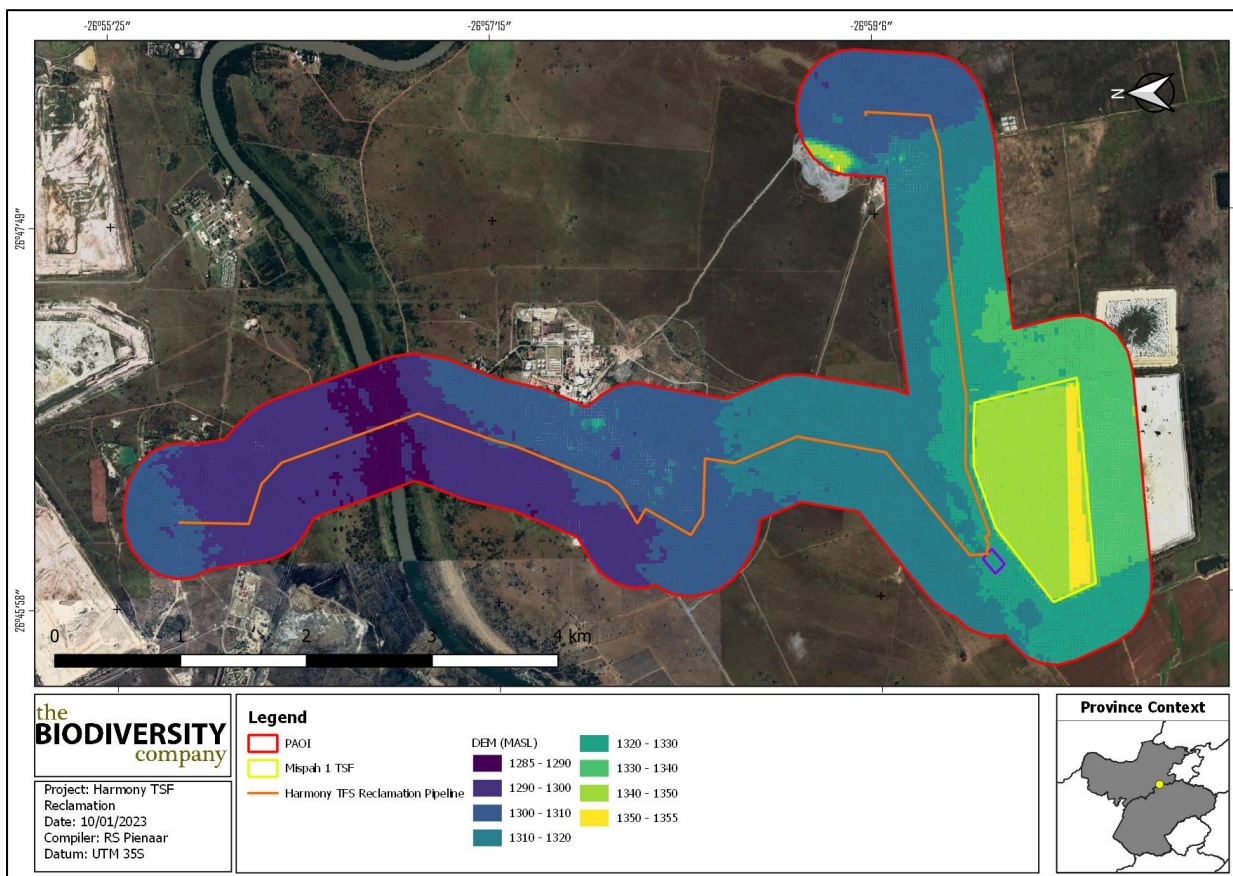 -26°55'25"
-26°57'15"
-26°59'6"
26°47'49"
26°45'58"
N
0
1
2
3
4 km
the
BIODIVERSITY
company
Project: Harmony TSF
Reclamation
Date: 10/01/2023
Compiler: RS Pienaar
Datum: UTM 35S
Legend
PAOI
Mispah 1 TSF
Harmony TFS Reclamation Pipeline
DEM (MASL)
1285 - 1290
1290 - 1300
1300 - 1310
1310 - 1320
1320 - 1330
1330 - 1340
1340 - 1350
1350 - 1355
Province Context